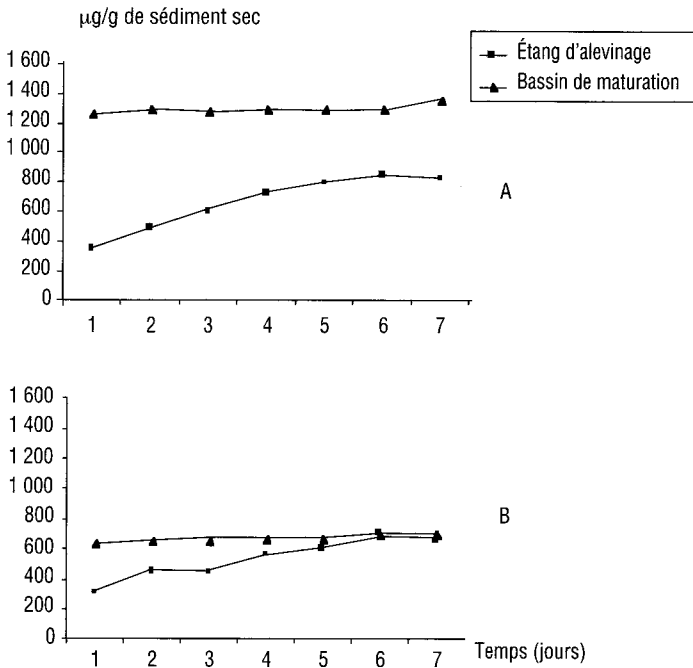 µg/g de sédiment sec
Étang d'alevinage
Bassin de maturation
1 600
1 400
1 200
1 000
800
600
400
200
0
A
1 2 3 4 5 6 7
1 600
1 400
1 200
1 000
800
600
400
200
0
B
1 2 3 4 5 6 7 Temps (jours)